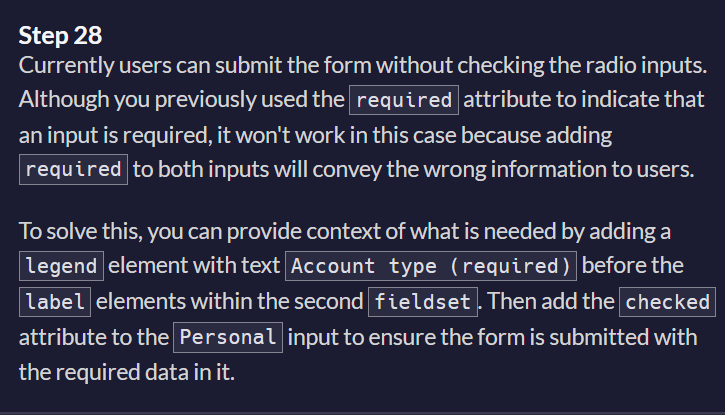 Step 28
Currently users can submit the form without checking the radio inputs.
Although you previously used the required attribute to indicate that
an input is required, it won't work in this case because adding
required to both inputs will convey the wrong information to users.
To solve this, you can provide context of what is needed by adding a
legend element with text Account type (required) before the
label elements within the second fieldset. Then add the checked
attribute to the Personal input to ensure the form is submitted with
the required data in it.